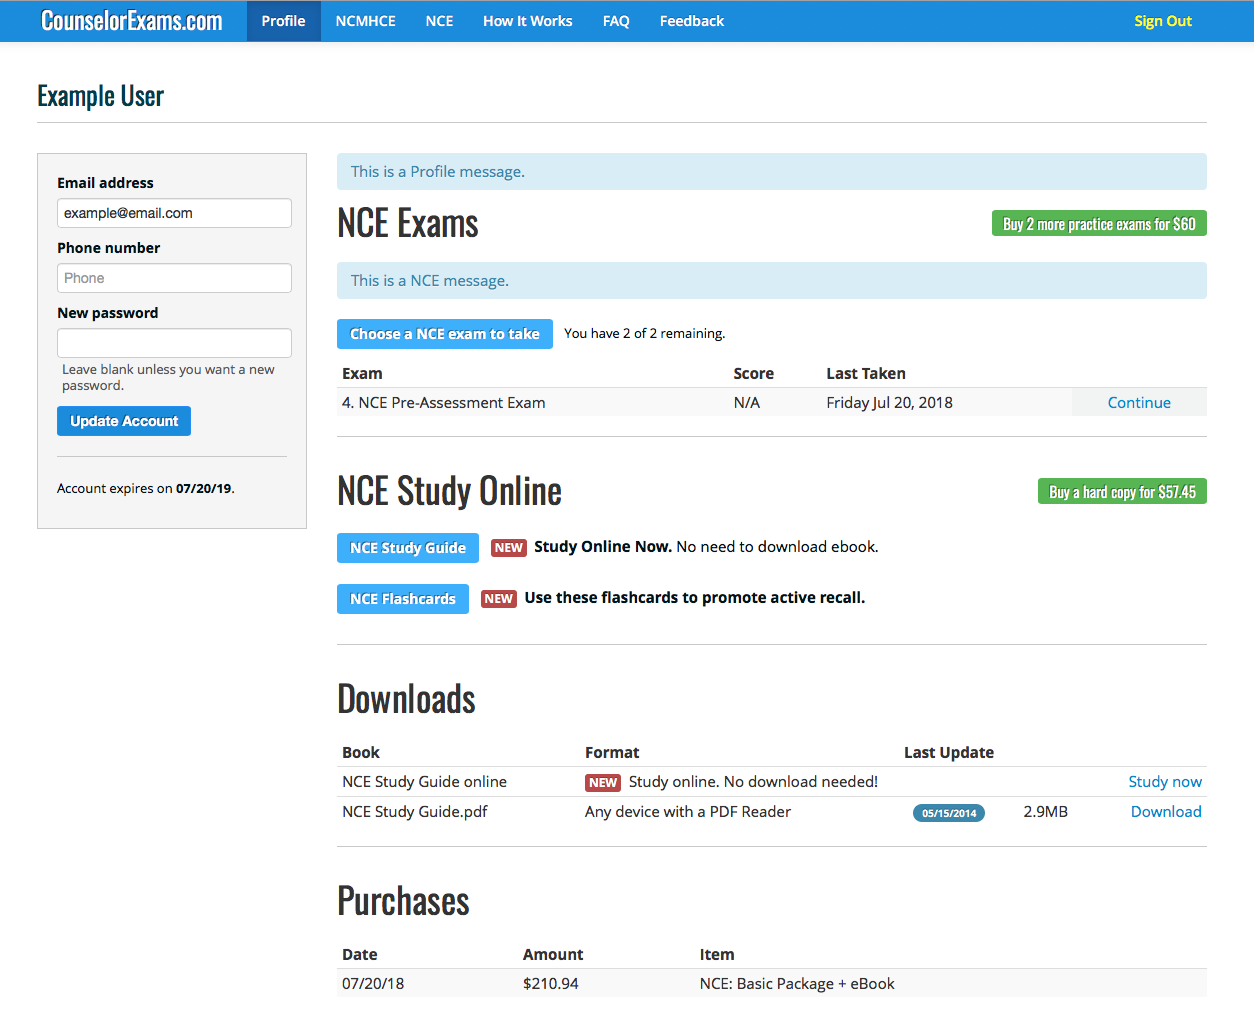 CounselorExams.com Profile NCMHCE NCE How It Works FAQ Feedback Sign Out
Example User
Email address
example@email.com
Phone number
Phone
New password
Leave blank unless you want a new
password.
Update Account
Account expires on 07/20/19.
This is a Profile message.
NCE Exams Buy 2 more practice exams for $60
This is a NCE message.
Choose a NCE exam to take You have 2 of 2 remaining.
Exam Score Last Taken
4. NCE Pre-Assessment Exam N/A Friday Jul 20, 2018 Continue
NCE Study Online Buy a hard copy for $57.45
NCE Study Guide NEW Study Online Now. No need to download ebook.
NCE Flashcards NEW Use these flashcards to promote active recall.
Downloads
Book Format Last Update
NCE Study Guide online NEW Study online. No download needed! Study now
NCE Study Guide.pdf Any device with a PDF Reader 05/15/2014 2.9MB Download
Purchases
Date Amount Item
07/20/18 $210.94 NCE: Basic Package + eBook